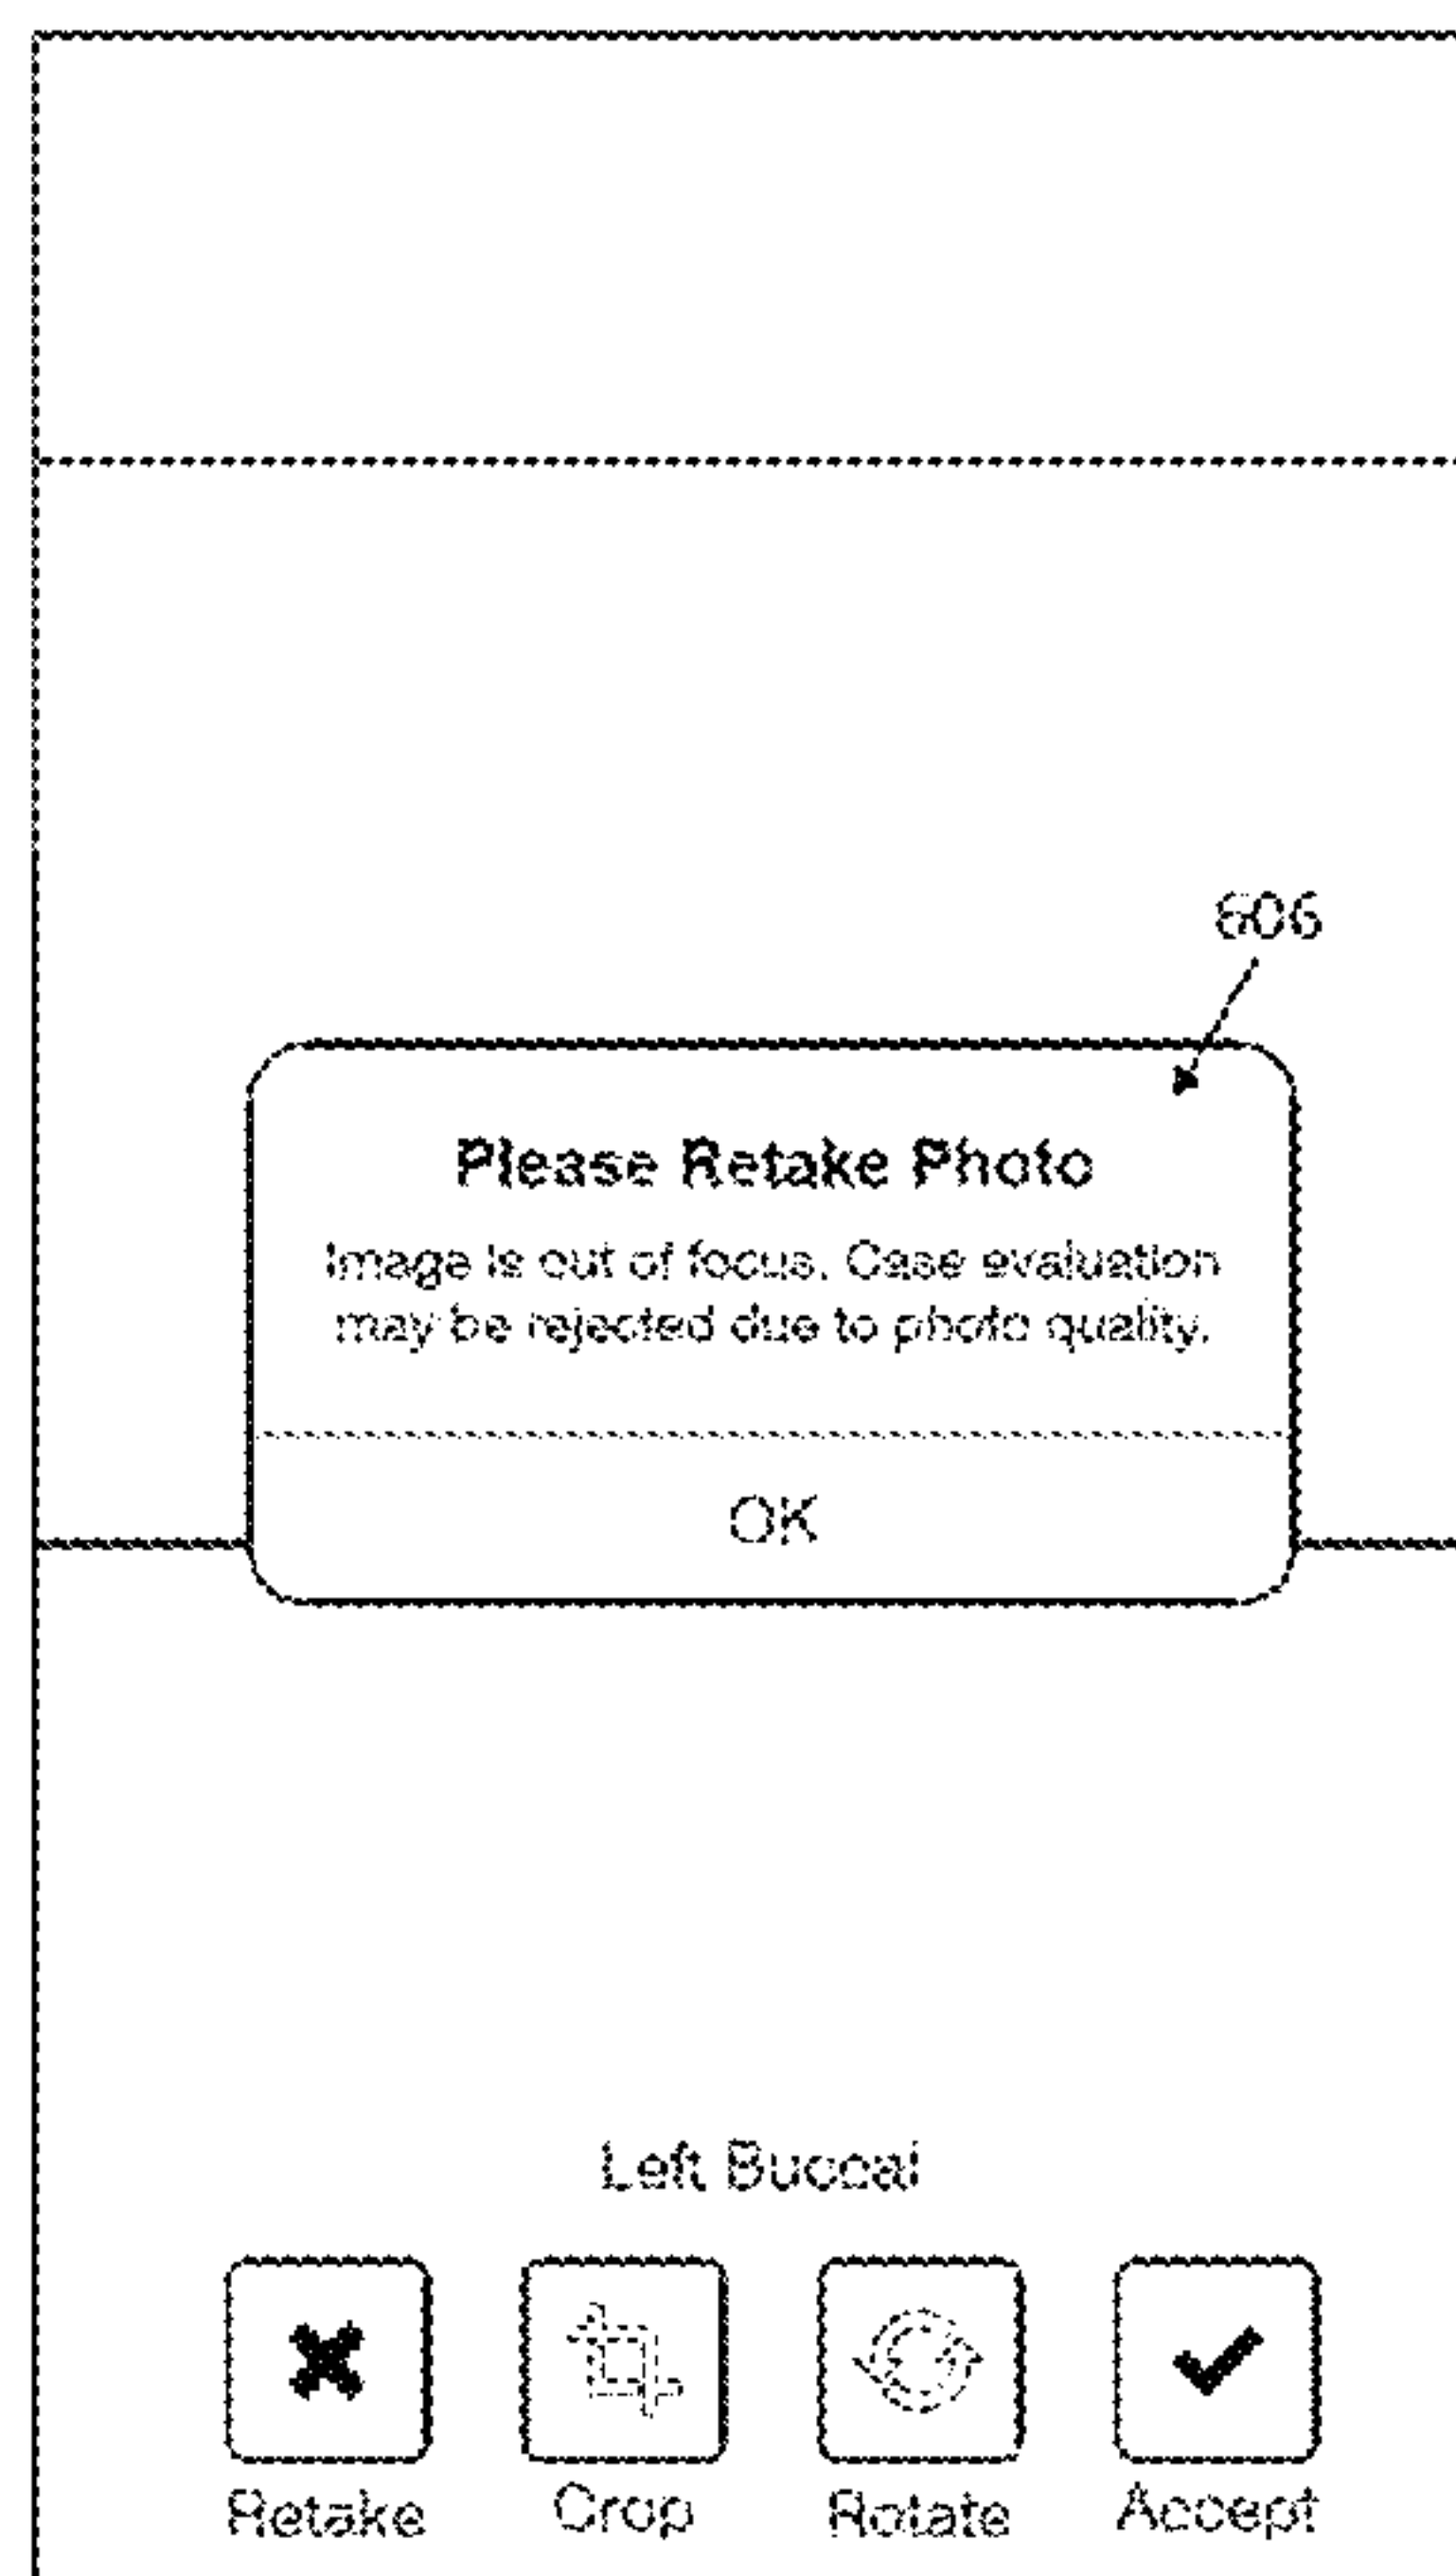 606
Please Retake Photo
Image is out of focus. Case evaluation
may be rejected due to photo quality.
OK
Left Buccal
Retake Crop Rotate Accept